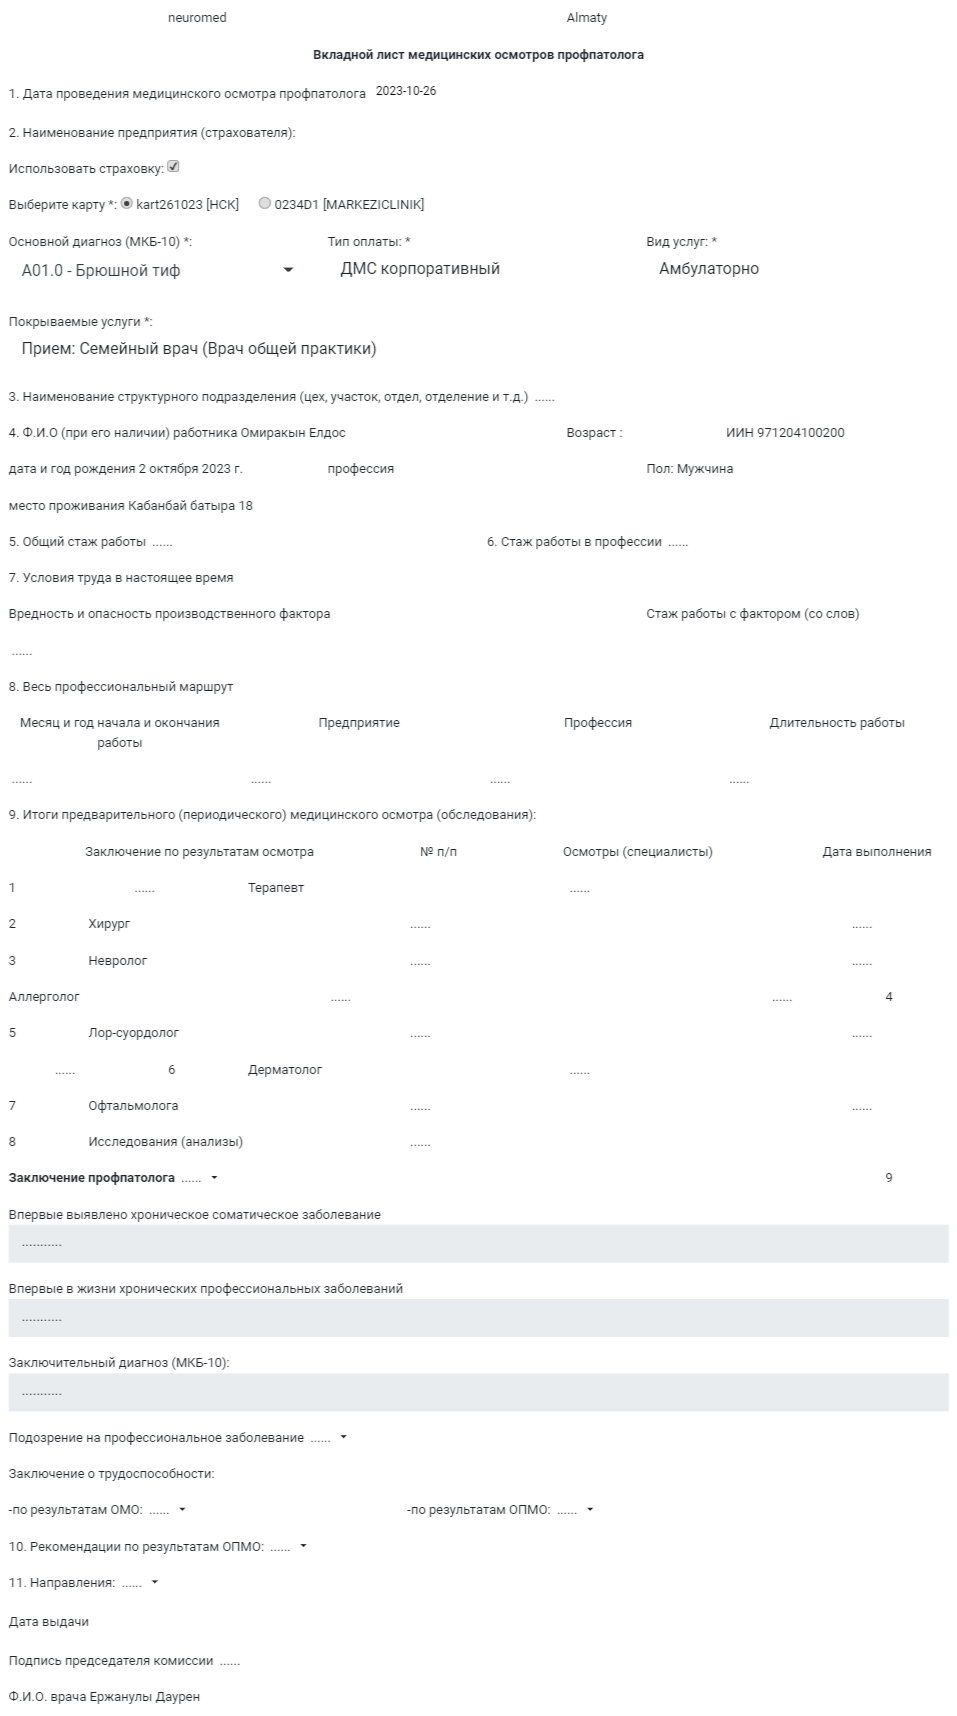 neuromed Almaty
Вкладной лист медицинских осмотров профпатолога
1. Дата проведения медицинского осмотра профпатолога 2023-10-26
2. Наименование предприятия (страхователя):
Использовать страховку:
Выберите карту *: kart261023 [НСК] 0234D1 [MARKEZICLINIK]
Основной диагноз (МКБ-10) *: Тип оплаты: * Вид услуг: *
A01.0 - Брюшной тиф ДМС корпоративный Амбулаторно
Покрываемые услуги *:
Прием: Семейный врач (Врач общей практики)
3. Наименование структурного подразделения (цех, участок, отдел, отделение и т.д.) ......
4. Ф.И.О (при его наличии) работника Омиракын Елдос Возраст : ИИН 971204100200
дата и год рождения 2 октября 2023 г. профессия Пол: Мужчина
место проживания Кабанбай батыра 18
5. Общий стаж работы ...... 6. Стаж работы в профессии ......
7. Условия труда в настоящее время
Вредность и опасность производственного фактора Стаж работы с фактором (со слов)
......
8. Весь профессиональный маршрут
Месяц и год начала и окончания Предприятие Профессия Длительность работы
работы
...... ...... ...... ......
9. Итоги предварительного (периодического) медицинского осмотра (обследования):
Заключение по результатам осмотра № п/п Осмотры (специалисты) Дата выполнения
1 ...... Терапевт ......
2 Хирург ...... ......
3 Невролог ...... ......
Аллерголог ...... ...... 4
5 Лор-суордолог ...... ......
...... 6 Дерматолог ......
7 Офтальмолога ...... ......
8 Исследования (анализы) ......
Заключение профпатолога ...... 9
Впервые выявлено хроническое соматическое заболевание
...........
Впервые в жизни хронических профессиональных заболеваний
...........
Заключительный диагноз (МКБ-10):
...........
Подозрение на профессиональное заболевание ......
Заключение о трудоспособности:
-по результатам ОМО: ...... -по результатам ОПМО: ......
10. Рекомендации по результатам ОПМО: ......
11. Направления: ......
Дата выдачи
Подпись председателя комиссии ......
Ф.И.О. врача Ержанулы Даурен